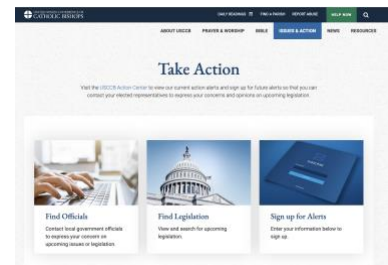 UNITED STATES CONFERENCE OF
CATHOLIC BISHOPS
DAILY READINGS
FIND A PARISH
REPORT ABUSE
HELP NOW
ABOUT USCCB
PRAYER & WORSHIP
BIBLE
ISSUES & ACTION
NEWS
RESOURCES
Take Action
Visit the USCCB Action Center to view our current action alerts and sign up for future alerts so that you can
contact your elected representatives to express your concerns and opinions on upcoming legislation.
Find Officials
Contact local government officials
to express your concern on
upcoming issues or legislation.
Find Legislation
View and search for upcoming
legislation.
Sign up for Alerts
Enter your information below to
sign up.